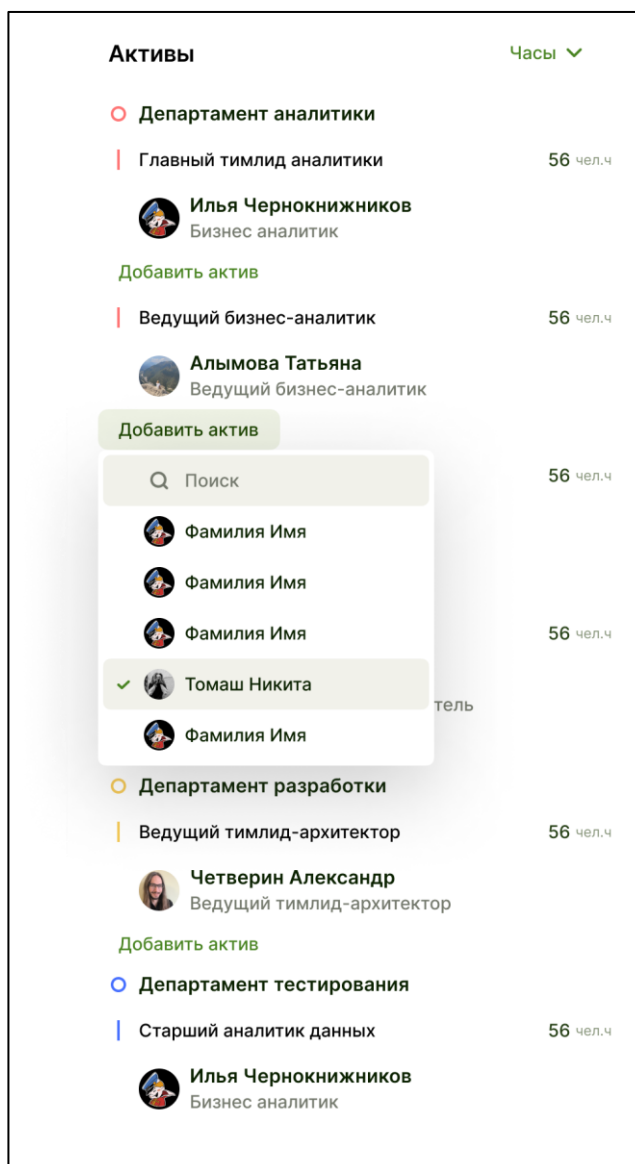 Активы
Часы
Департамент аналитики
Главный тимлид аналитики 56 чел.ч
Илья Чернокнижников
Бизнес аналитик
Добавить актив
Ведущий бизнес-аналитик 56 чел.ч
Алымова Татьяна
Ведущий бизнес-аналитик
Добавить актив
Поиск
56 чел.ч
Фамилия Имя
Фамилия Имя
Фамилия Имя
56 чел.ч
Томаш Никита
тель
Фамилия Имя
Департамент разработки
Ведущий тимлид-архитектор 56 чел.ч
Четверин Александр
Ведущий тимлид-архитектор
Добавить актив
Департамент тестирования
Старший аналитик данных 56 чел.ч
Илья Чернокнижников
Бизнес аналитик